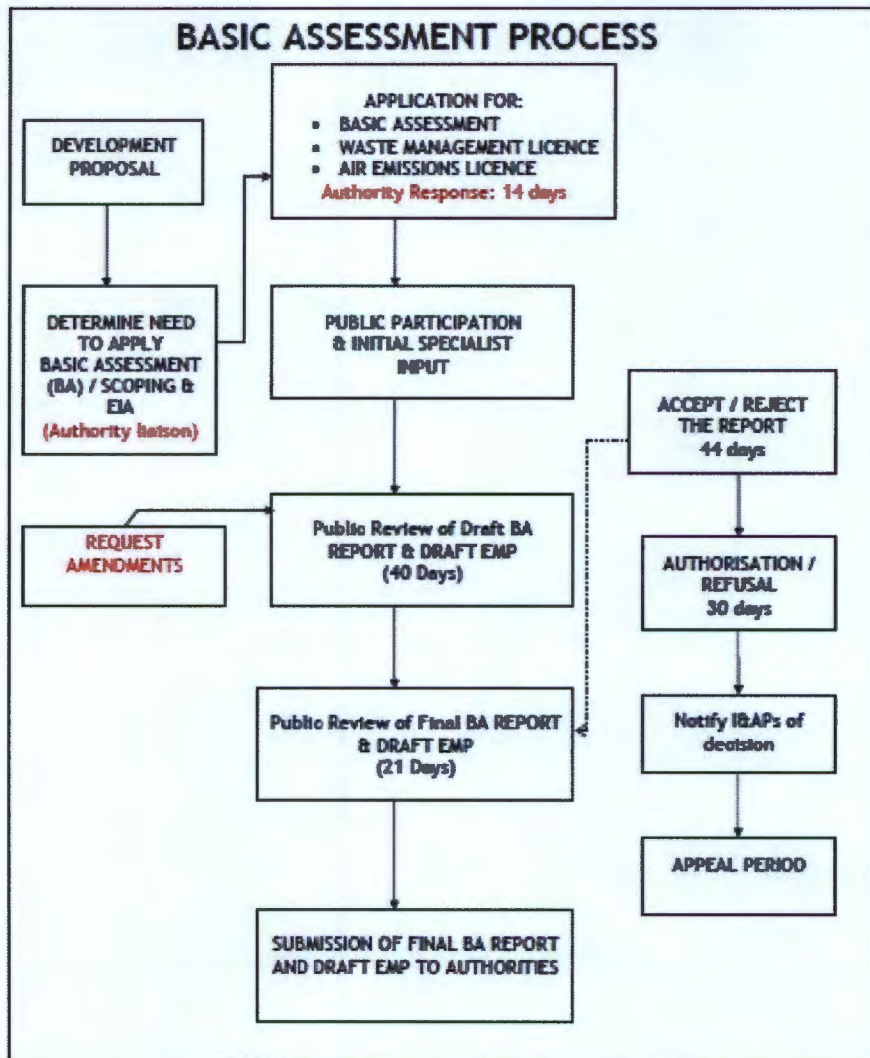 BASIC ASSESSMENT PROCESS
DEVELOPMENT
PROPOSAL
DETERMINE NEED
TO APPLY
BASIC ASSESSMENT
(BA) / SCOPING &
EIA
(Authority liaison)
APPLICATION FOR:
• BASIC ASSESSMENT
• WASTE MANAGEMENT LICENCE
• AIR EMISSIONS LICENCE
Authority Response: 14 days
PUBLIC PARTICIPATION
& INITIAL SPECIALIST
INPUT
REQUEST
AMENDMENTS
Public Review of Draft BA
REPORT & DRAFT EMP
(40 Days)
Public Review of Final BA REPORT
& DRAFT EMP
(21 Days)
SUBMISSION OF FINAL BA REPORT
AND DRAFT EMP TO AUTHORITIES
ACCEPT / REJECT
THE REPORT
44 days
AUTHORISATION /
REFUSAL
30 days
Notify I&APs of
decision
APPEAL PERIOD